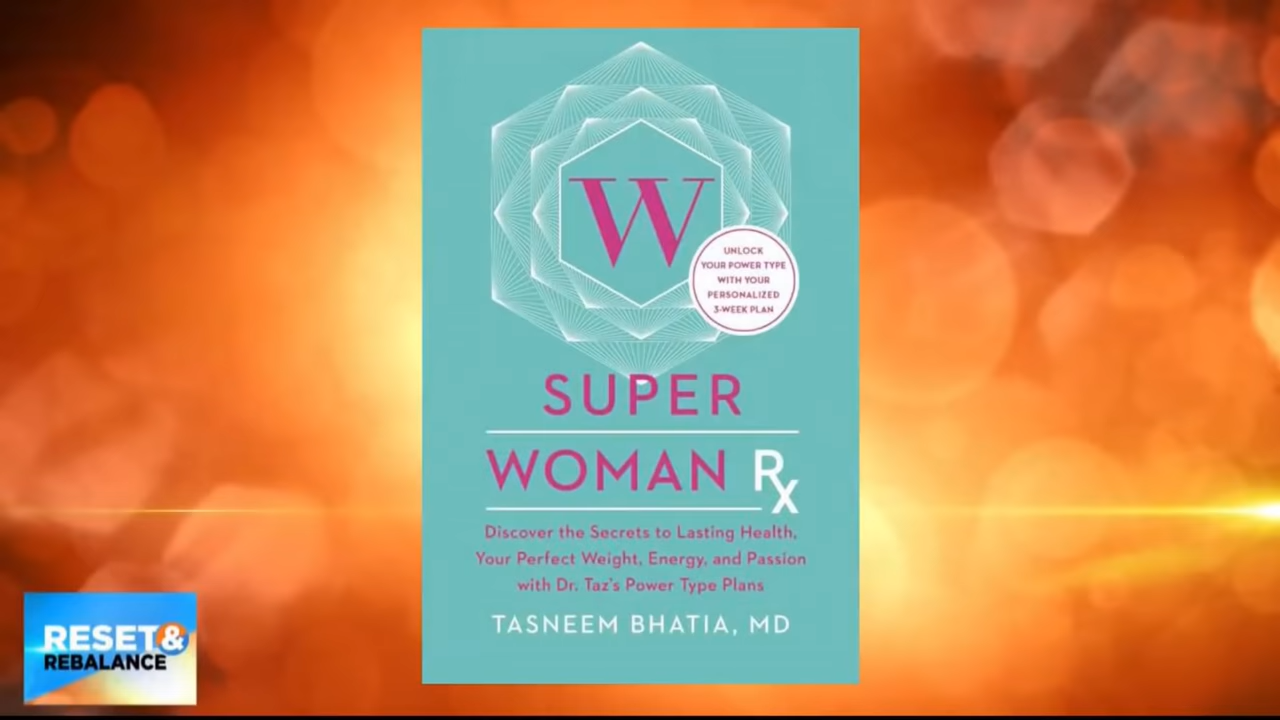 W
UNLOCK
YOUR POWER TYPE
WITH YOUR
PERSONALIZED
3-WEEK PLAN
SUPER
WOMAN Rx
Discover the Secrets to Lasting Health,
Your Perfect Weight, Energy, and Passion
with Dr. Taz's Power Type Plans
TASNEEM BHATIA, MD
RESET&
REBALANCE